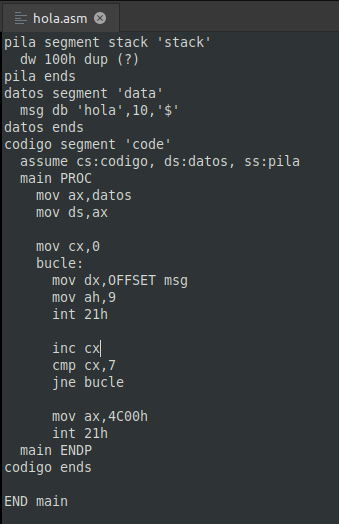 hola.asm
pila segment stack 'stack'
  dw 100h dup (?)
pila ends
datos segment 'data'
  msg db 'hola',10,'$'
datos ends
codigo segment 'code'
  assume cs:codigo, ds:datos, ss:pila
  main PROC
    mov ax,datos
    mov ds,ax

    mov cx,0
    bucle:
      mov dx,OFFSET msg
      mov ah,9
      int 21h

      inc cx
      cmp cx,7
      jne bucle

      mov ax,4C00h
      int 21h
  main ENDP
codigo ends

END main